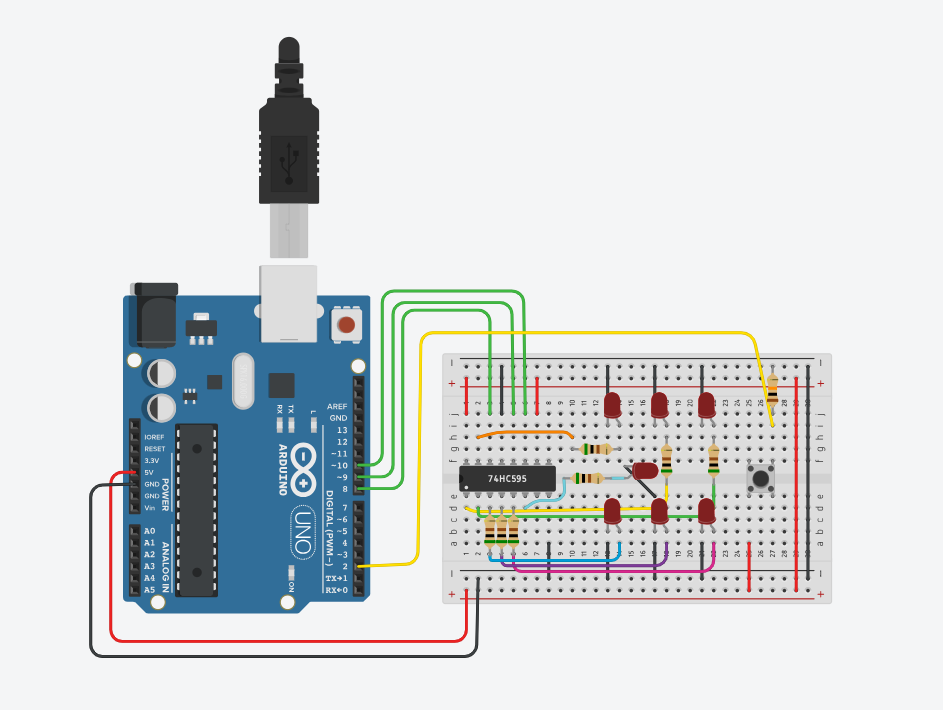 AREF
GND
13
12
~11
~10
~9
8
7
~6
~5
4
~3
2
TX→1
RX←0
DIGITAL (PWM~)
RX
TX
L
ARDUINO
UNO
ON
IOREF
RESET
3.3V
5V
GND
GND
Vin
POWER
A0
A1
A2
A3
A4
A5
ANALOG IN
74HC595
j
i
h
g
f
e
d
c
b
a
j
i
h
g
f
e
d
c
b
a